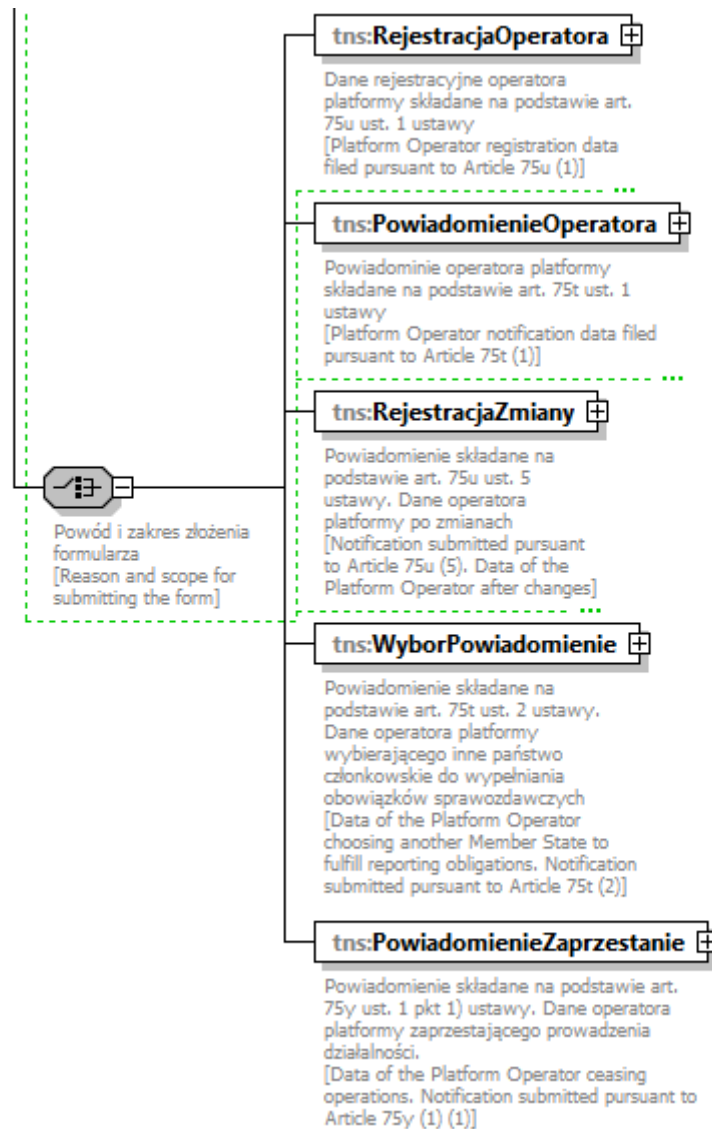 tns:RejestracjaOperatora
Dane rejestracyjne operatora
platformy składane na podstawie art.
75u ust. 1 ustawy
[Platform Operator registration data
filed pursuant to Article 75u (1)]
tns:PowiadomienieOperatora
Powiadominie operatora platformy
składane na podstawie art. 75t ust. 1
ustawy
[Platform Operator notification data filed
pursuant to Article 75t (1)]
tns:RejestracjaZmiany
Powiadomienie składane na
podstawie art. 75u ust. 5
ustawy. Dane operatora
platformy po zmianach
[Notification submitted pursuant
to Article 75u (5). Data of the
Platform Operator after changes]
Powód i zakres złożenia
formularza
[Reason and scope for
submitting the form]
tns:WyborPowiadomienie
Powiadomienie składane na
podstawie art. 75t ust. 2 ustawy.
Dane operatora platformy
wybierającego inne państwo
członkowskie do wypełniania
obowiązków sprawozdawczych
[Data of the Platform Operator
choosing another Member State to
fulfill reporting obligations. Notification
submitted pursuant to Article 75t (2)]
tns:PowiadomienieZaprzestanie
Powiadomienie składane na podstawie art.
75y ust. 1 pkt 1) ustawy. Dane operatora
platformy zaprzestającego prowadzenia
działalności.
[Data of the Platform Operator ceasing
operations. Notification submitted pursuant to
Article 75y (1) (1)]